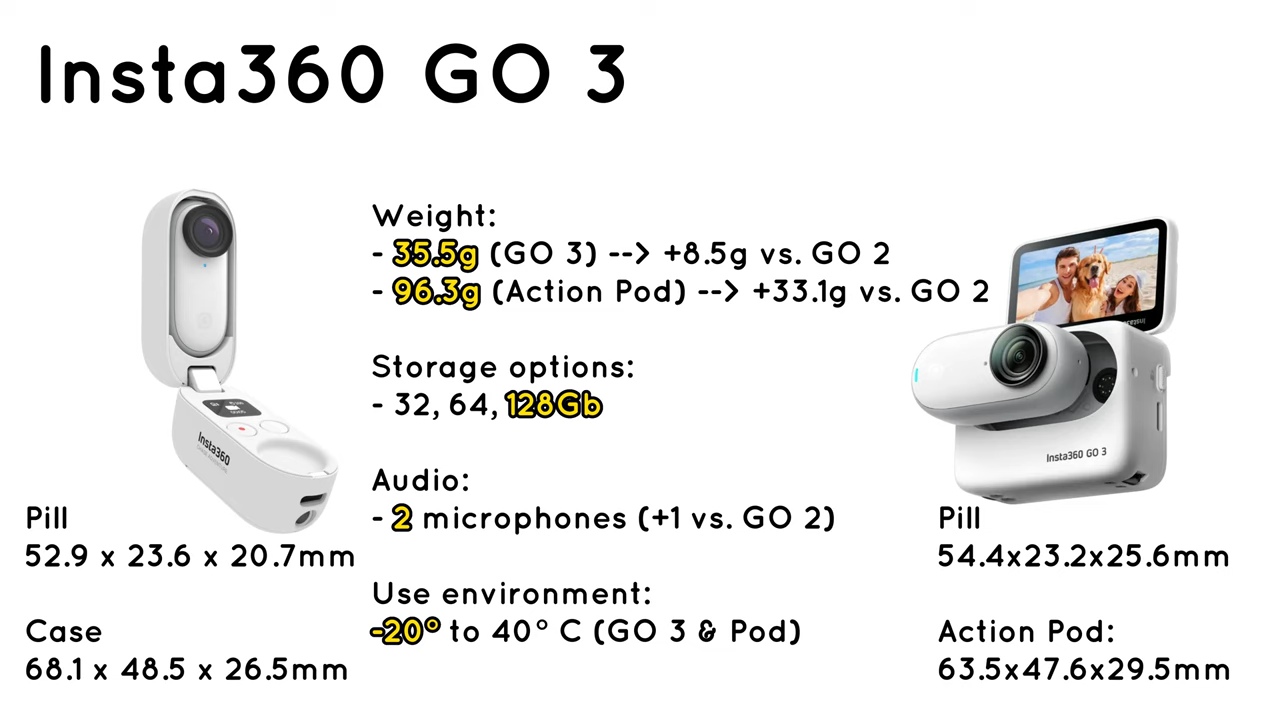 Insta360 GO 3
Weight:
- 35.5g (GO 3) --> +8.5g vs. GO 2
- 96.3g (Action Pod) --> +33.1g vs. GO 2
Storage options:
- 32, 64, 128Gb
Audio:
- 2 microphones (+1 vs. GO 2)
Use environment:
-20° to 40° C (GO 3 & Pod)
Insta360
Pill
52.9 x 23.6 x 20.7mm
Case
68.1 x 48.5 x 26.5mm
Insta360
Insta360 GO 3
Pill
54.4x23.2x25.6mm
Action Pod:
63.5x47.6x29.5mm